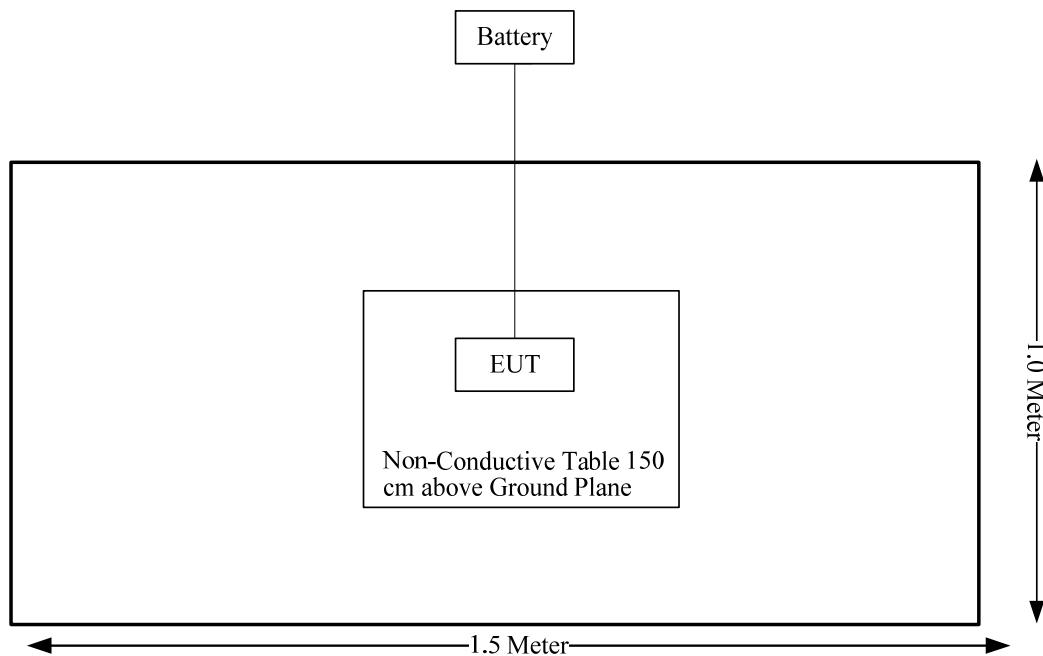 Battery
EUT
Non-Conductive Table 150
cm above Ground Plane
1.0 Meter
1.5 Meter